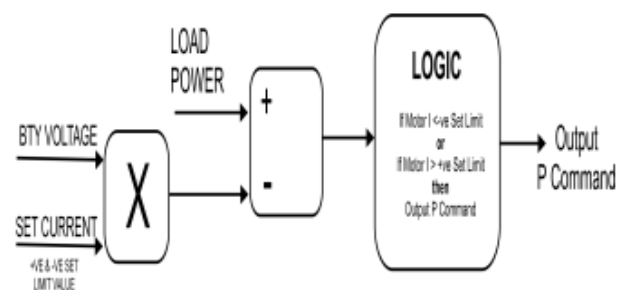 LOAD
POWER
BTY VOLTAGE
X
SET CURRENT
+VE & -VE SET
LIMIT VALUE
+
-
LOGIC
If Motor I <-ve Set Limit
or
If Motor I > +ve Set Limit
then
Output P Command
Output
P Command